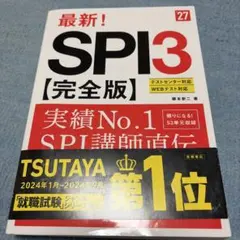 最新!
'27
SPI3
【完全版】
テストセンター対応
WEBテスト対応
実績No.1
SPI講師直伝
TSUTAYA
2024年1月~2024年
就職試験
第1位